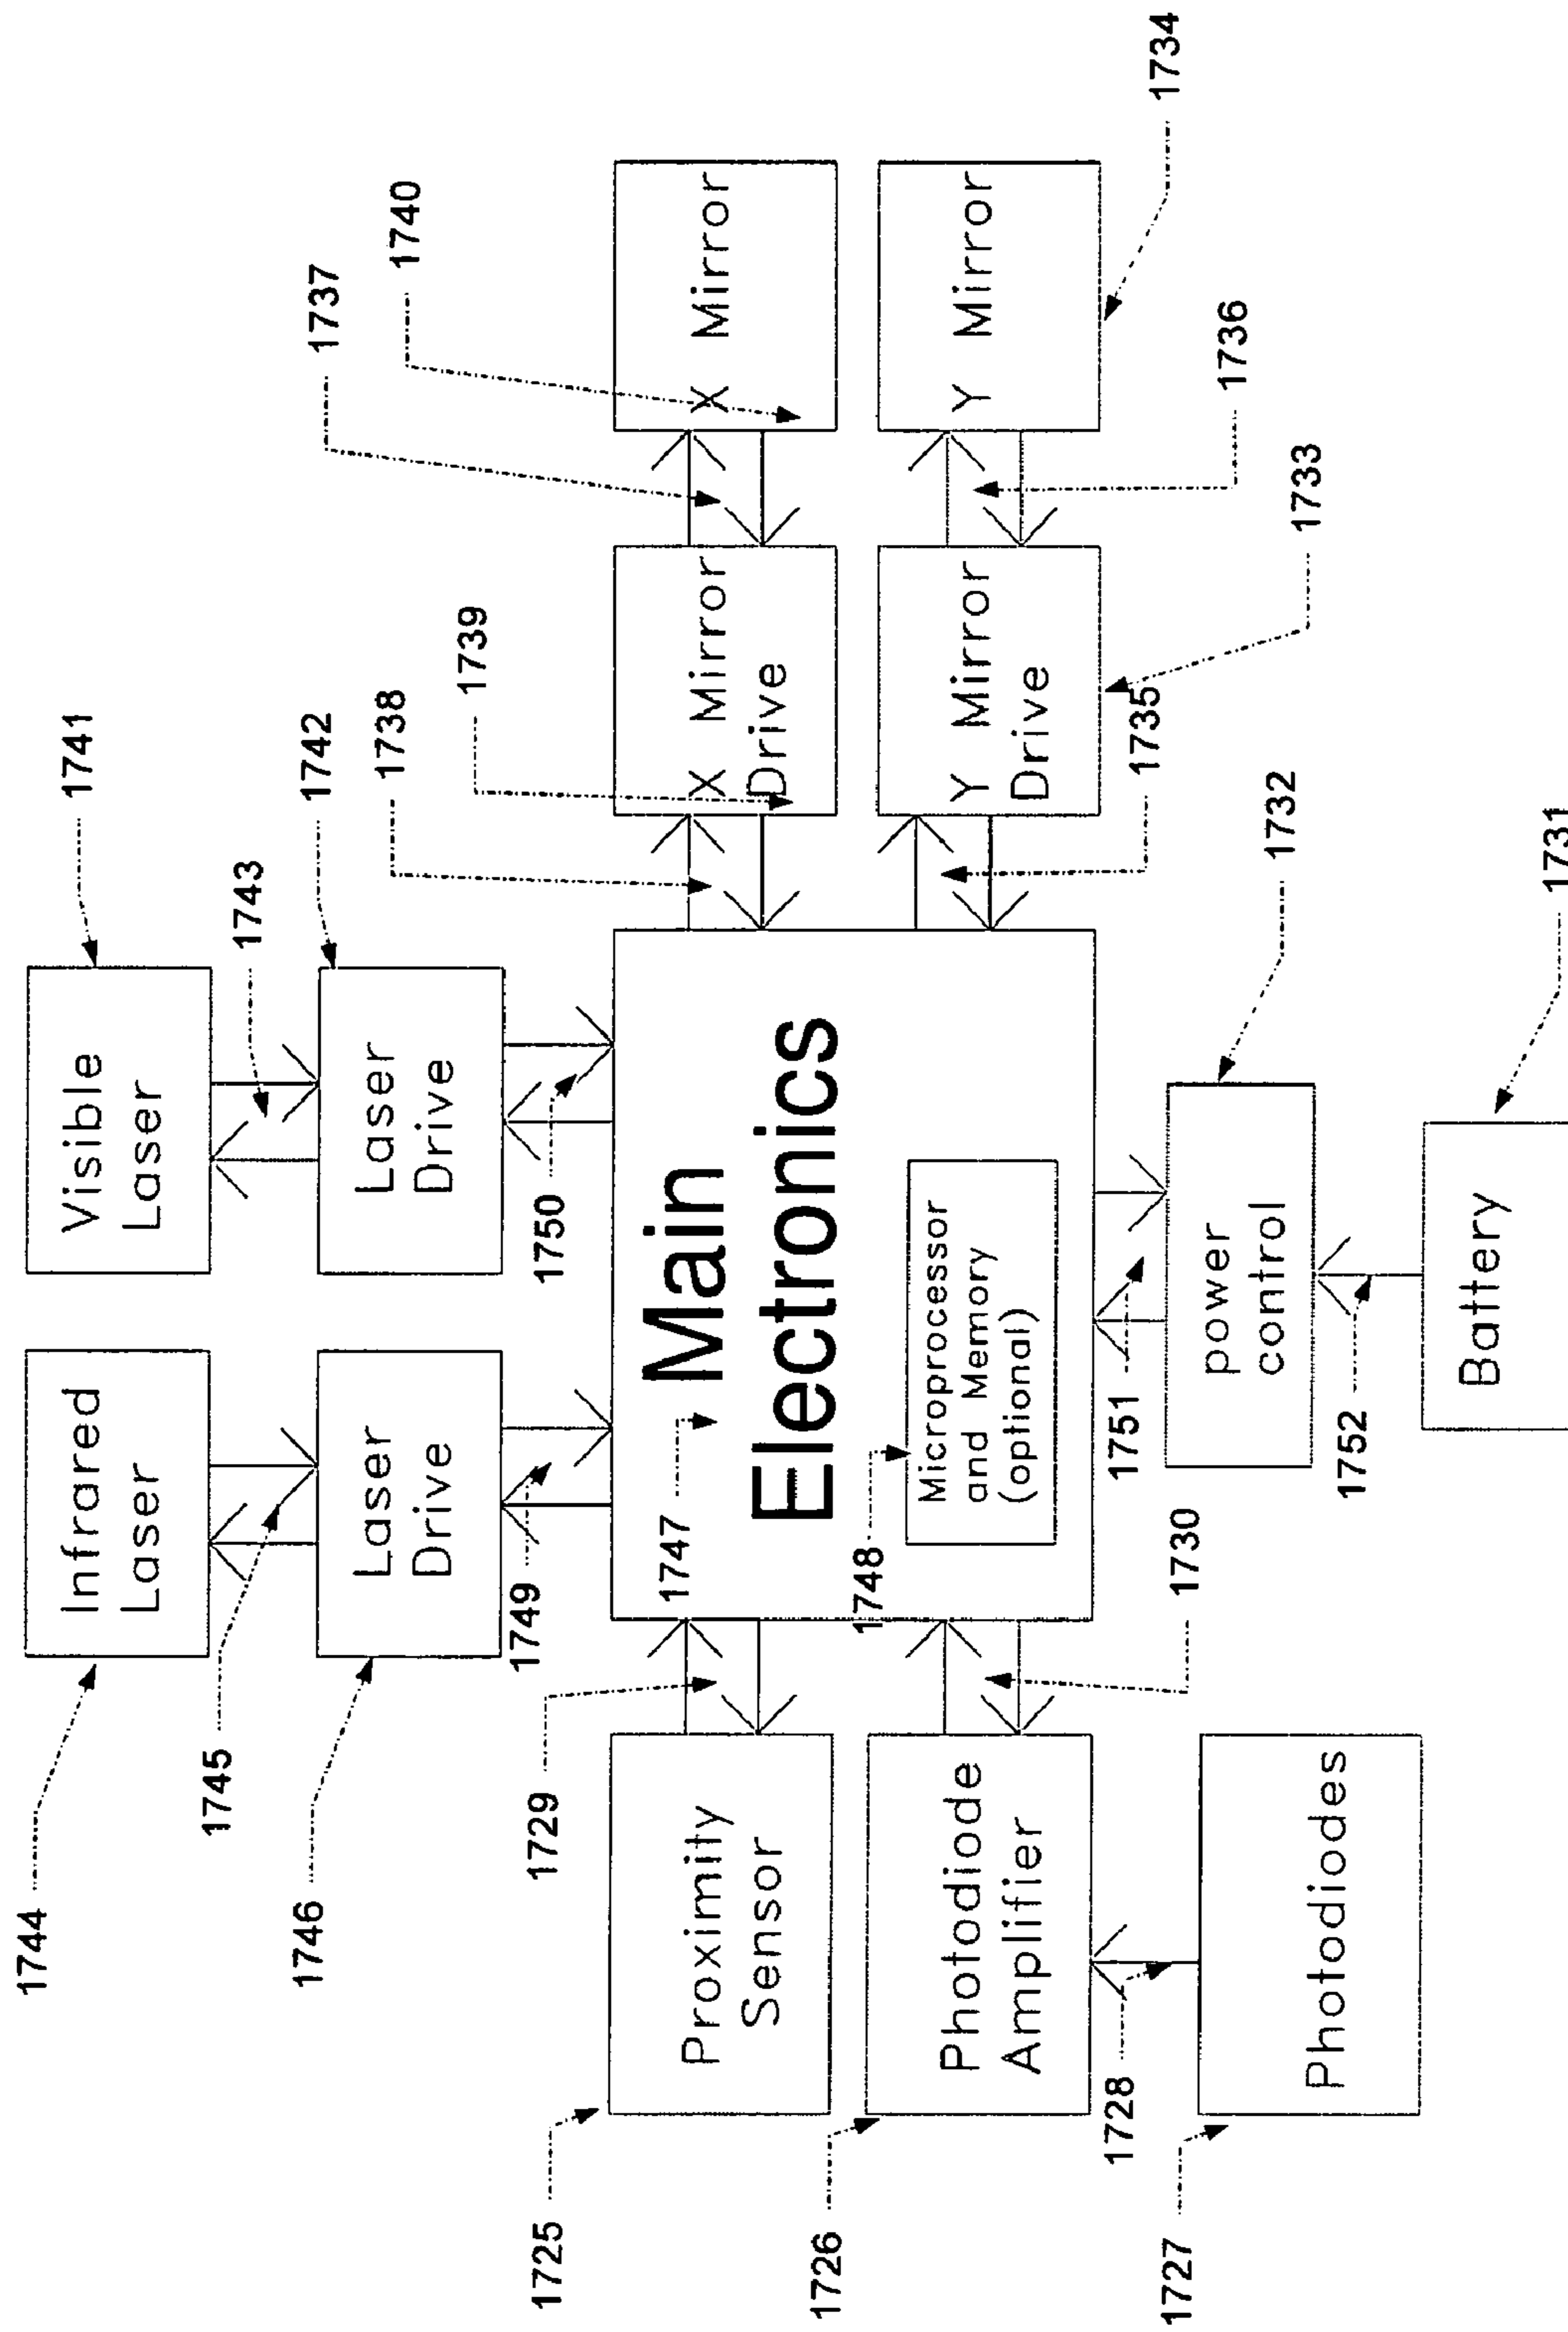 1741
1744
Infrared
Laser
Visible
Laser
1745
1743
1742
1746
Laser
Drive
Laser
Drive
1737
1740
1749
1750
1738
1739
1729
1725
Proximity
Sensor
1747
Main
Electronics
X Mirror
Drive
X Mirror
1748
1726
Photodiode
Amplifier
Microprocessor
and Memory
(optional)
Y Mirror
Drive
Y Mirror
1734
1728
1730
1751
1735
1736
1727
Photodiodes
power
control
1732
1733
1752
Battery
1731